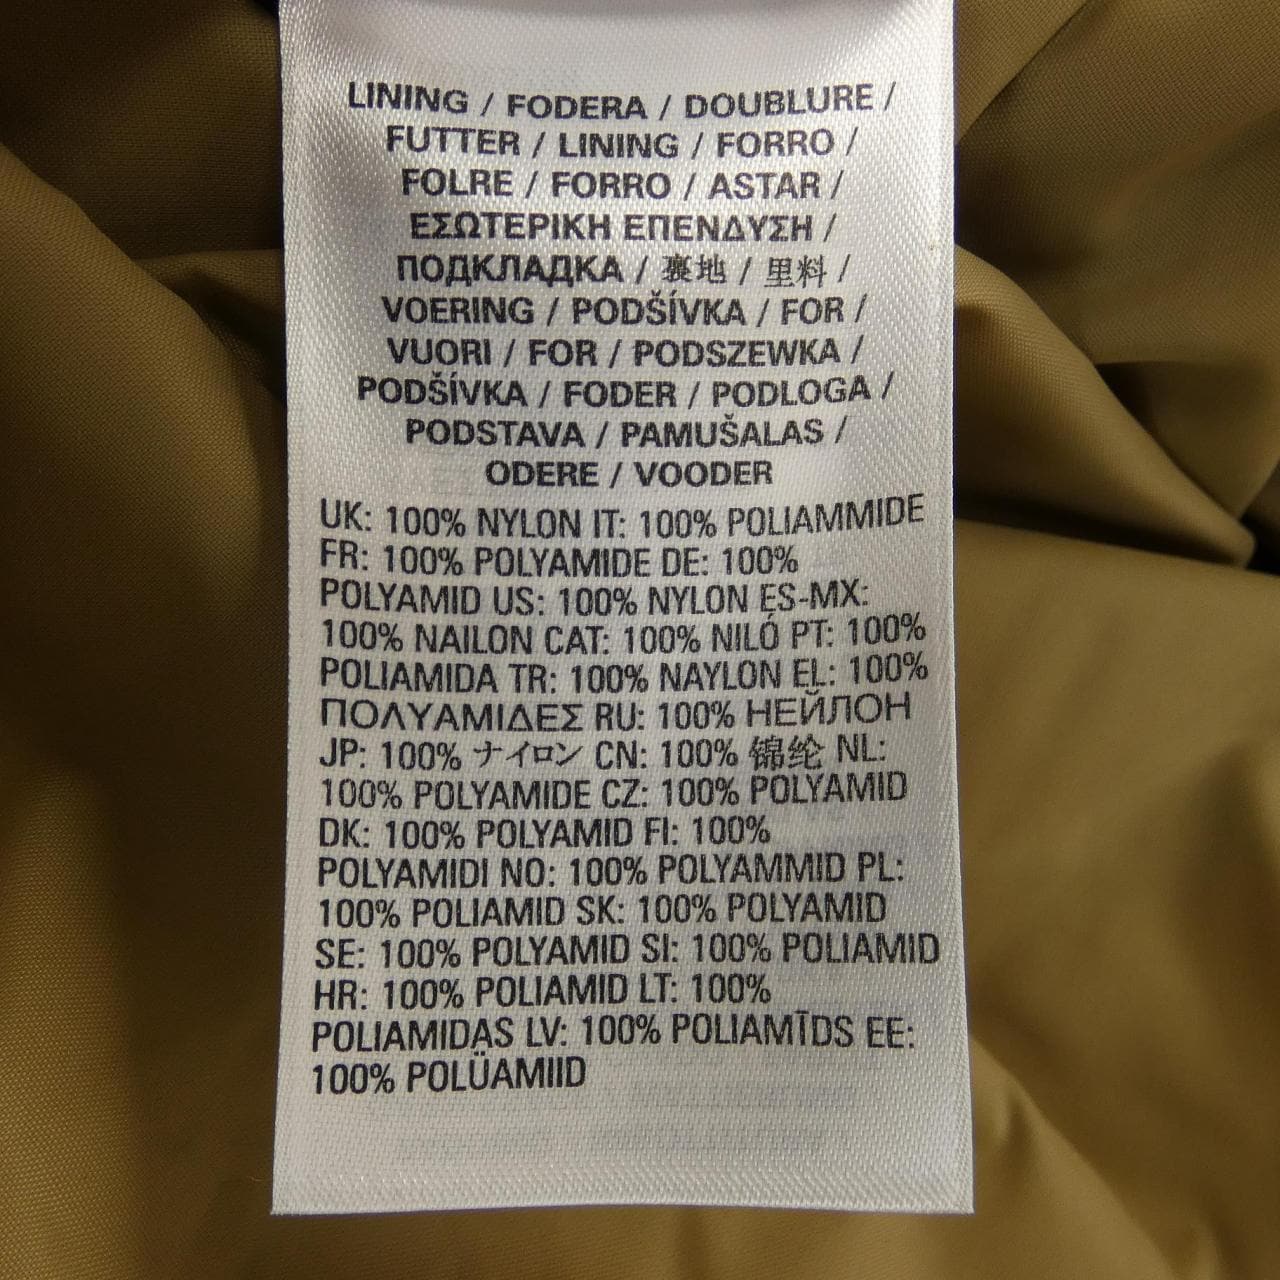 LINING / FODERA / DOUBLURE /
FUTTER / LINING / FORRO /
FOLRE / FORRO / ASTAR /
ΕΣΩΤΕΡΙΚΗ ΕΠΕΝΔΥΣΗ /
ПОДКЛАДКА / 裏地 / 里料 /
VOERING / PODŠÍVKA / FOR /
VUORI / FOR / PODSZEWKA /
PODŠÍVKA / FODER / PODLOGA /
PODSTAVA / PAMUŠALAS /
ODERE / VOODER
UK: 100% NYLON IT: 100% POLIAMMIDE
FR: 100% POLYAMIDE DE: 100%
POLYAMID US: 100% NYLON ES-MX:
100% NAILON CAT: 100% NILÓ PT: 100%
POLIAMIDA TR: 100% NAYLON EL: 100%
ΠΟΛΥΑΜΙΔΕΣ RU: 100% НЕЙЛОН
JP: 100% ナイロン CN: 100% 锦纶 NL:
100% POLYAMIDE CZ: 100% POLYAMID
DK: 100% POLYAMID FI: 100%
POLYAMIDI NO: 100% POLYAMMID PL:
100% POLIAMID SK: 100% POLYAMID
SE: 100% POLYAMID SI: 100% POLIAMID
HR: 100% POLIAMID LT: 100%
POLIAMIDAS LV: 100% POLIAMĪDS EE:
100% POLÜAMIID